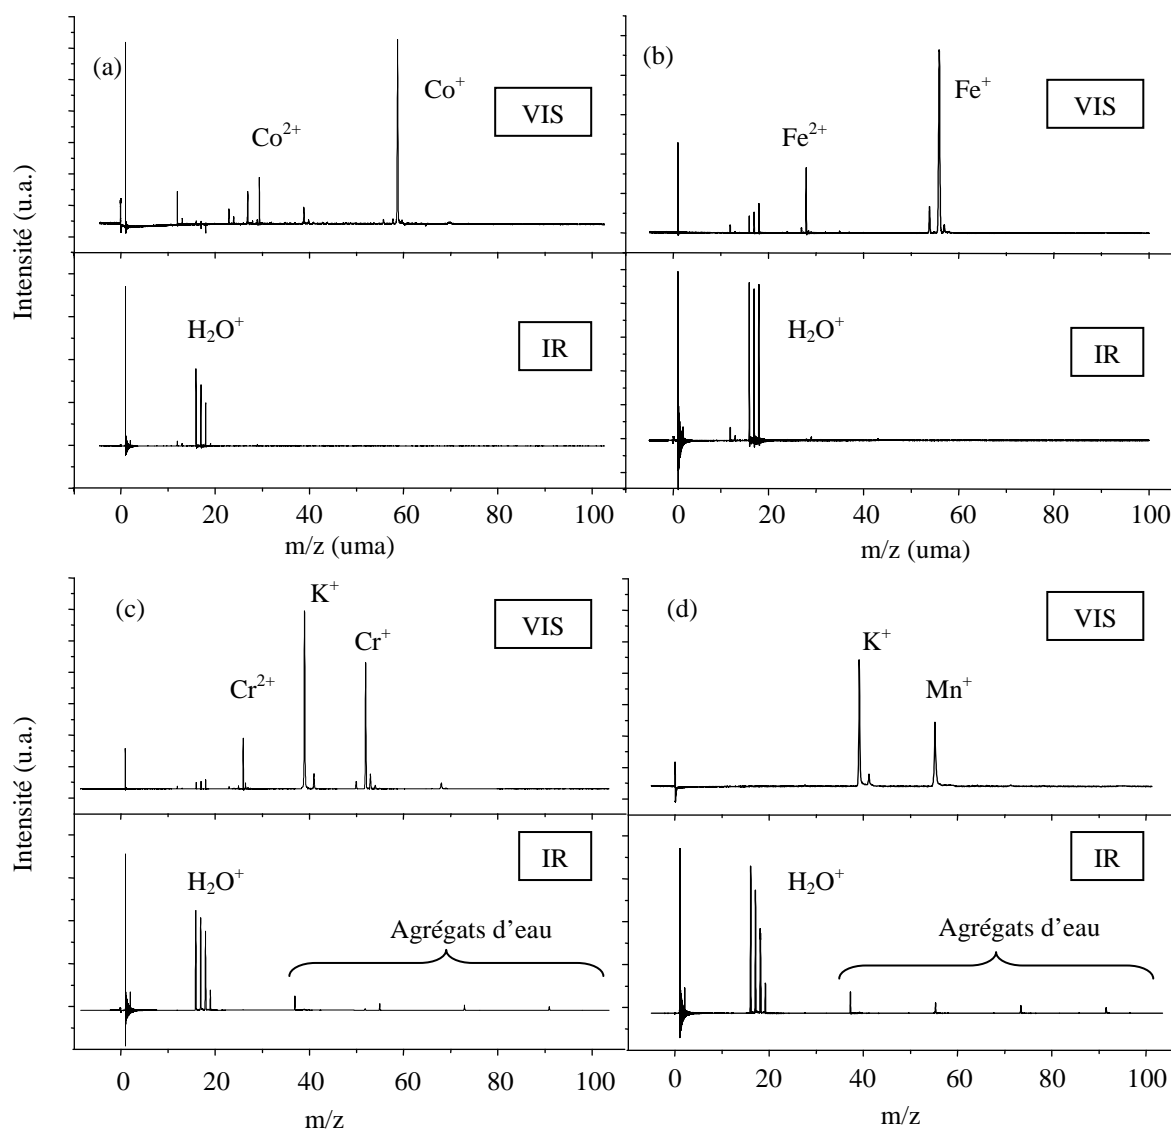 (a)
Co⁺
VIS
Co²⁺
Intensité (u.a.)
H₂O⁺
IR
0 20 40 60 80 100
m/z (uma)
(b)
Fe⁺
VIS
Fe²⁺
H₂O⁺
IR
0 20 40 60 80 100
m/z (uma)
(c)
K⁺
VIS
Cr⁺
Cr²⁺
Intensité (u.a.)
IR
H₂O⁺
Agrégats d'eau
0 20 40 60 80 100
m/z
(d)
VIS
K⁺
Mn⁺
IR
H₂O⁺
Agrégats d'eau
0 20 40 60 80 100
m/z